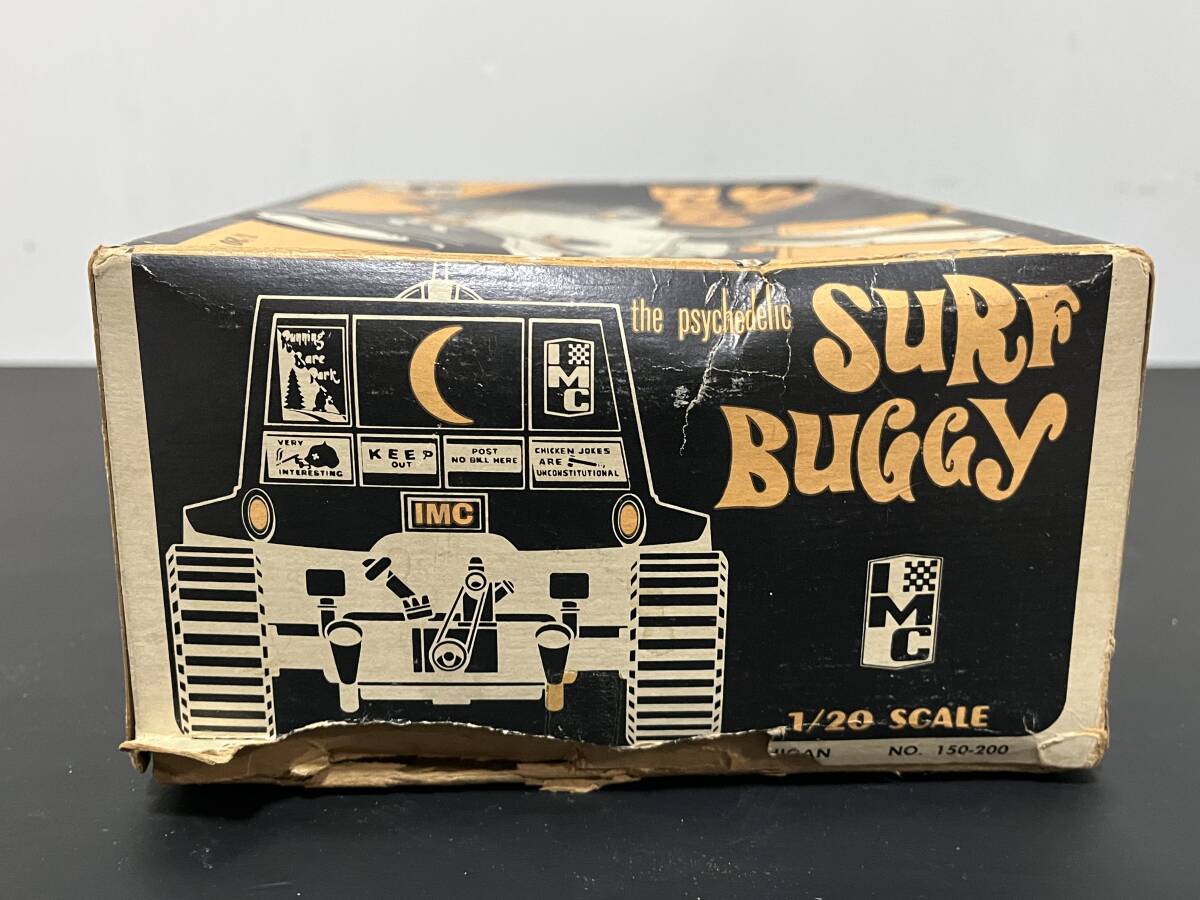 the psychedelic
SURF
BUGGY
Running
Bare
Park
IMC
VERY
INTERESTING
KEEP
OUT
POST
NO BILL HERE
CHICKEN JOKES
ARE
UNCONSTITUTIONAL
IMC
IMC
1/20 SCALE
HIGAN NO. 150-200